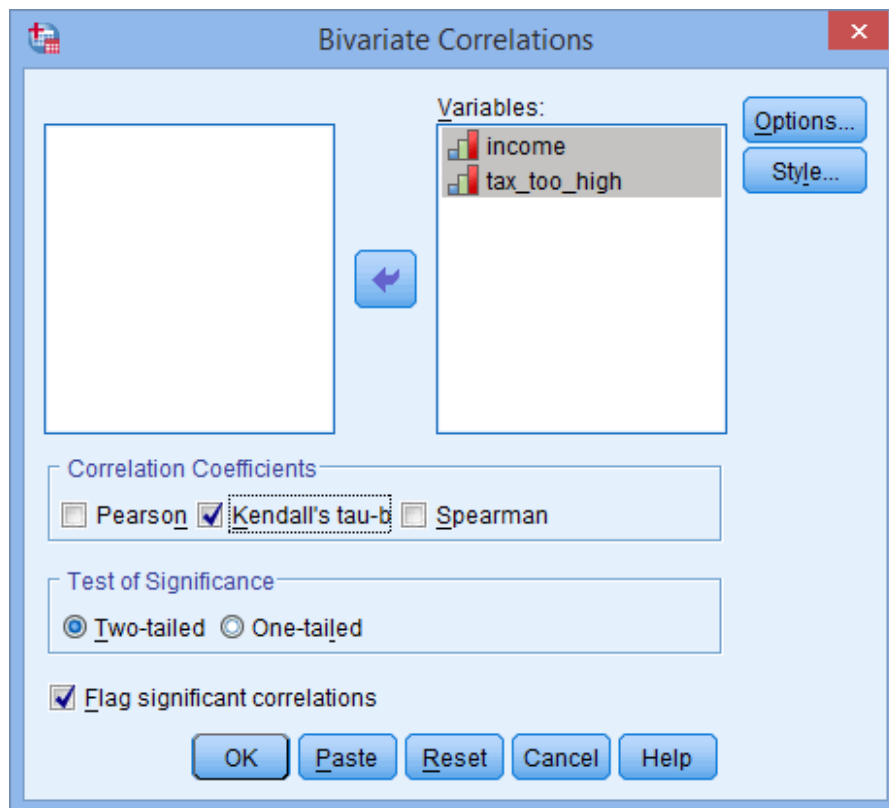 Bivariate Correlations
Variables:
income
tax_too_high
Options...
Style...
Correlation Coefficients
Pearson Kendall's tau-b Spearman
Test of Significance
Two-tailed One-tailed
Flag significant correlations
OK Paste Reset Cancel Help